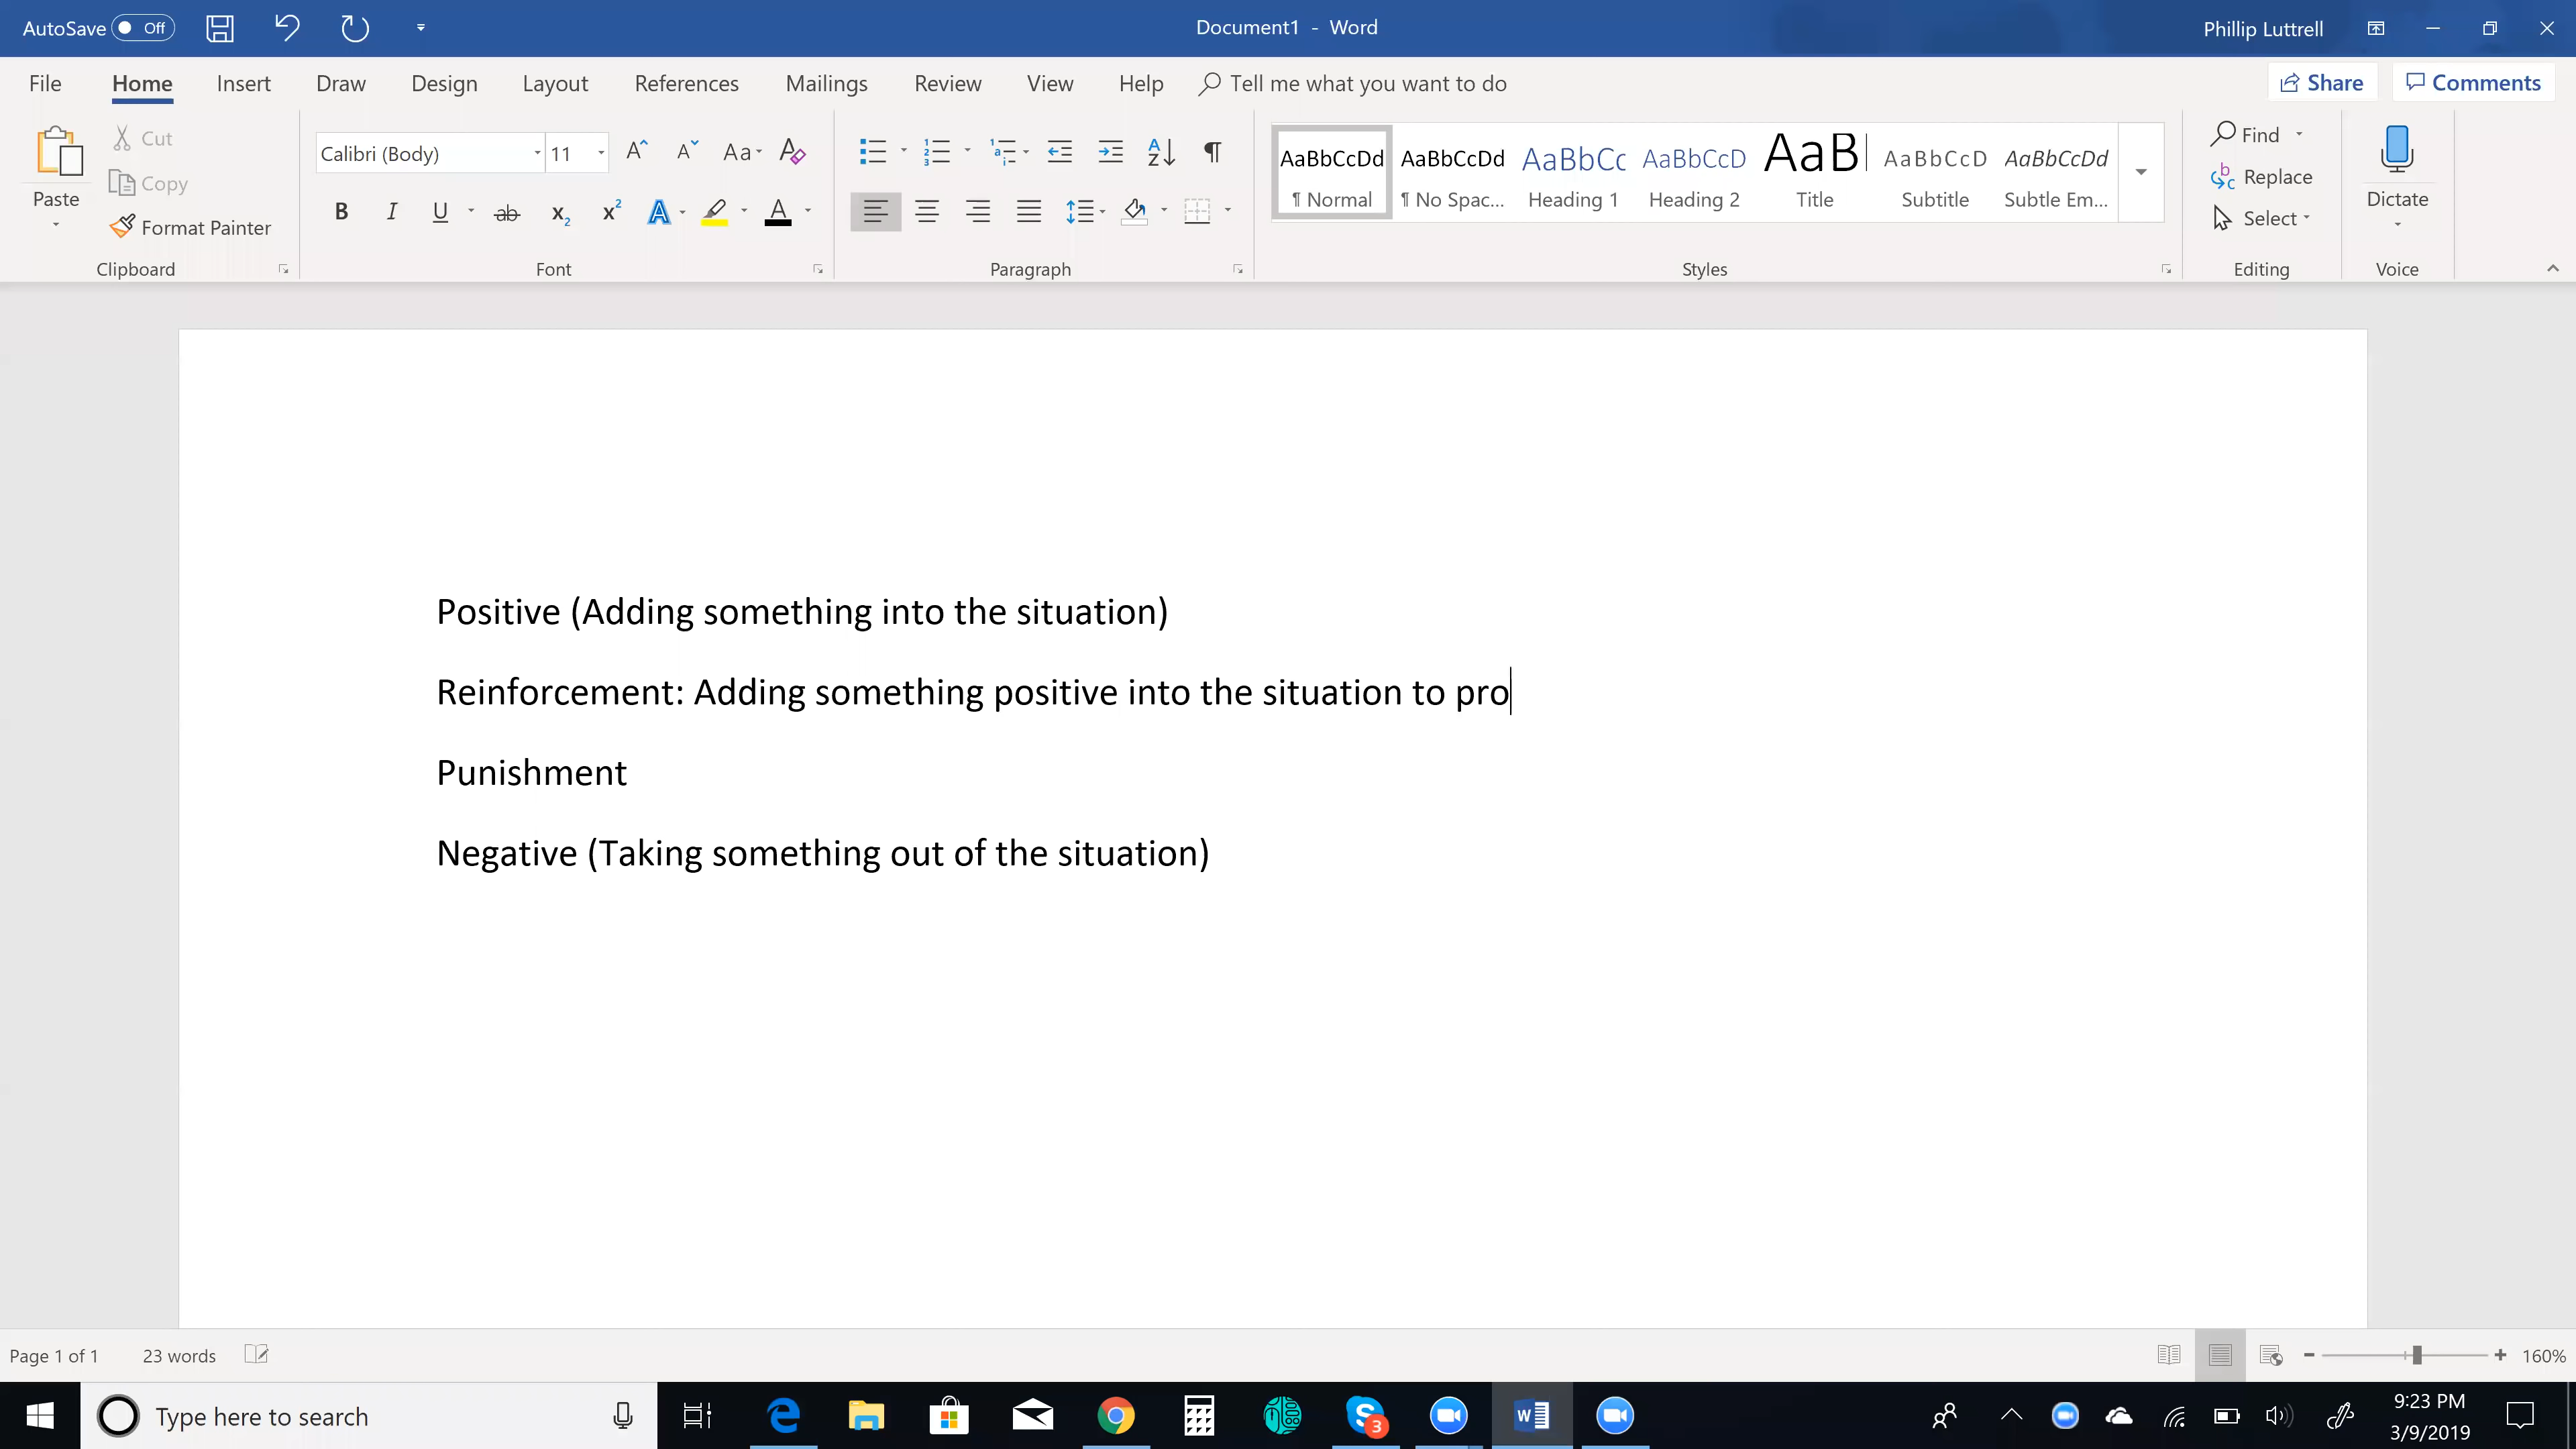 AutoSave Off Document1 - Word Phillip Luttrell
File Home Insert Draw Design Layout References Mailings Review View Help Tell me what you want to do Share Comments
Paste Cut Copy Format Painter Clipboard
Calibri (Body) 11 Font
Paragraph
AaBbCcDd AaBbCcDd AaBbCc AaBbCcD AaB AaBbCcD AaBbCcDd
¶ Normal ¶ No Spac... Heading 1 Heading 2 Title Subtitle Subtle Em...
Styles
Find Replace Select Editing
Dictate Voice
Positive (Adding something into the situation)
Reinforcement: Adding something positive into the situation to pro
Punishment
Negative (Taking something out of the situation)
Page 1 of 1 23 words 160%
Type here to search 3 9:23 PM
3/9/2019